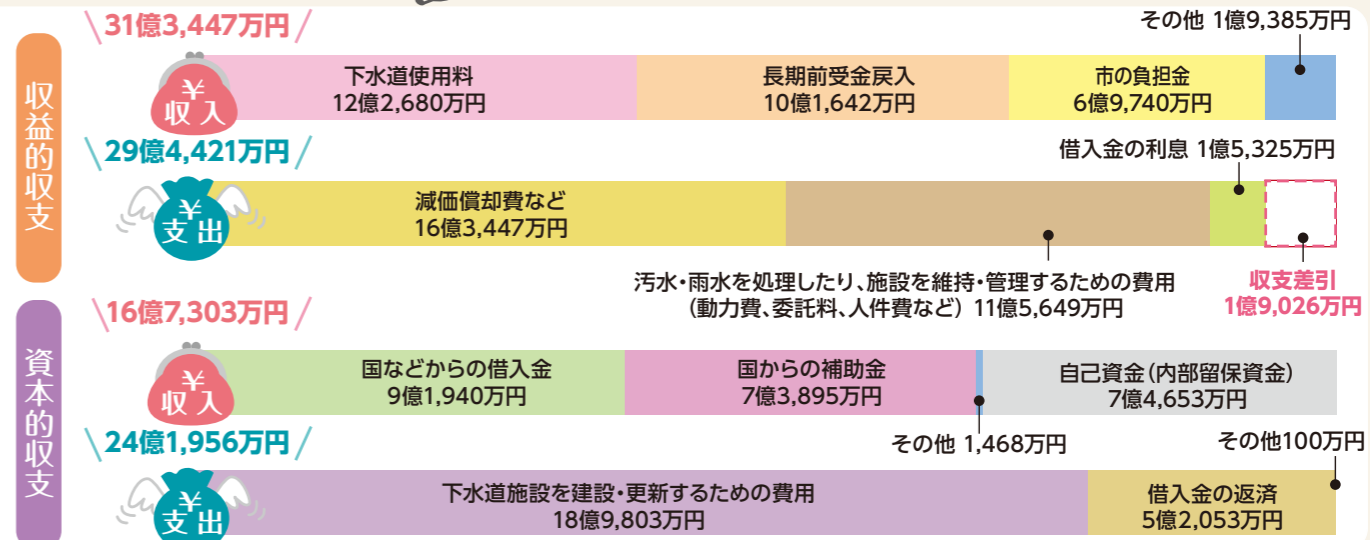 収益的収支
31億3,447万円
¥
収入
下水道使用料
12億2,680万円
長期前受金戻入
10億1,642万円
市の負担金
6億9,740万円
その他 1億9,385万円
29億4,421万円
¥
支出
減価償却費など
16億3,447万円
汚水・雨水を処理したり、施設を維持・管理するための費用
(動力費、委託料、人件費など) 11億5,649万円
借入金の利息 1億5,325万円
収支差引
1億9,026万円
資本的収支
16億7,303万円
¥
収入
国などからの借入金
9億1,940万円
国からの補助金
7億3,895万円
その他 1,468万円
自己資金(内部留保資金)
7億4,653万円
24億1,956万円
¥
支出
下水道施設を建設・更新するための費用
18億9,803万円
借入金の返済
5億2,053万円
その他100万円